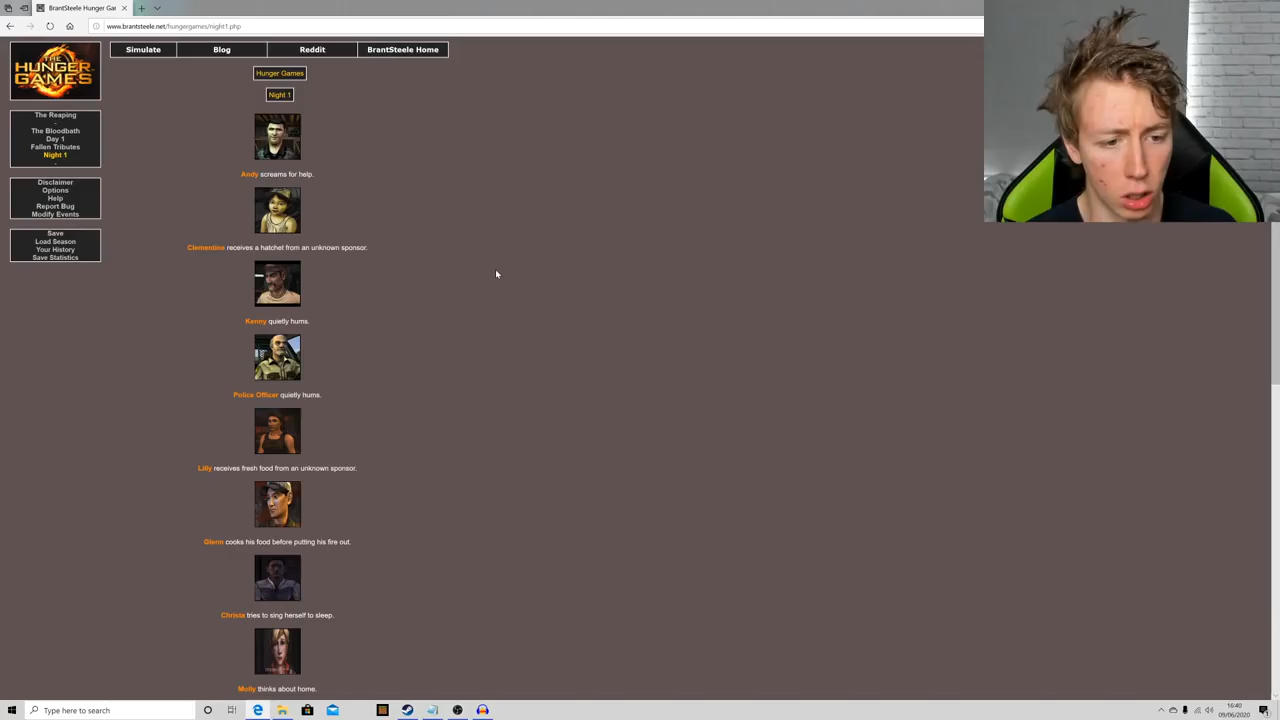 BrantSteele Hunger Gar
www.brantsteele.net/hungergames/night1.php
THE HUNGER GAMES
Simulate Blog Reddit BrantSteele Home
Hunger Games
Night 1
The Reaping
-
The Bloodbath
Day 1
Fallen Tributes
Night 1
-
Disclaimer
Options
Help
Report Bug
Modify Events
Save
Load Season
Your History
Save Statistics
Andy screams for help.
Clementine receives a hatchet from an unknown sponsor.
Kenny quietly hums.
Police Officer quietly hums.
Lilly receives fresh food from an unknown sponsor.
Glenn cooks his food before putting his fire out.
Christa tries to sing herself to sleep.
Molly thinks about home.
Type here to search
16:40
09/06/2020